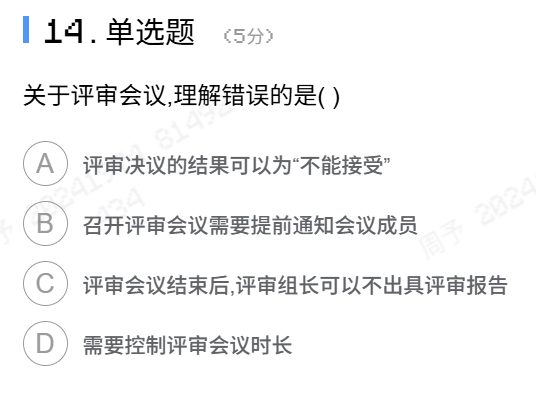 14.单选题 （5分）
关于评审会议,理解错误的是( )
A 评审决议的结果可以为“不能接受”
B 召开评审会议需要提前通知会议成员
C 评审会议结束后,评审组长可以不出具评审报告
D 需要控制评审会议时长